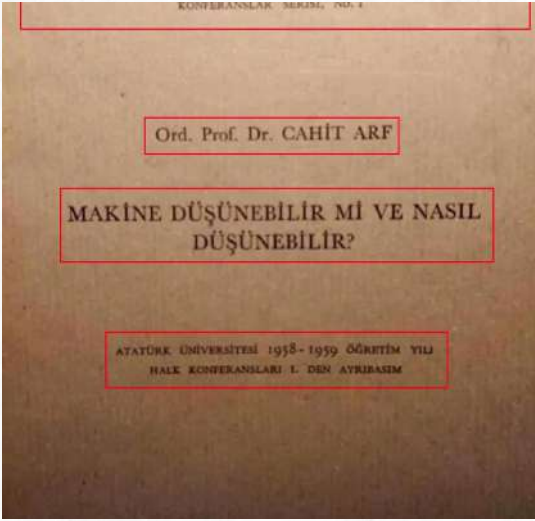 KONFERANSLAR SERİSİ, NO. 1
Ord. Prof. Dr. CAHİT ARF
MAKİNE DÜŞÜNEBİLİR Mİ VE NASIL
DÜŞÜNEBİLİR?
ATATÜRK ÜNİVERSİTESİ 1958-1959 ÖĞRETİM YILI
HALK KONFERANSLARI I. DEN AYRIBASIM